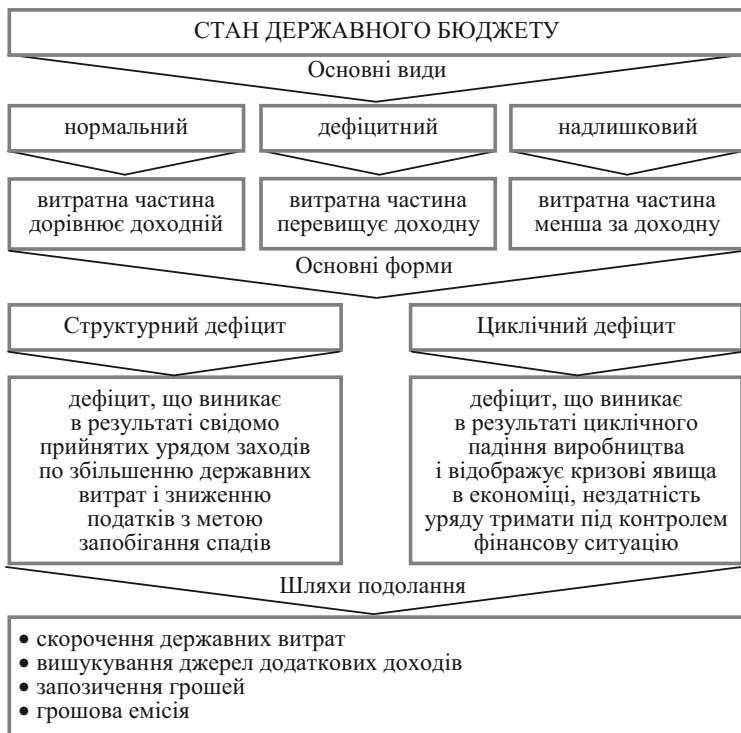 СТАН ДЕРЖАВНОГО БЮДЖЕТУ
Основні види
нормальний
дефіцитний
надлишковий
витратна частина
дорівнює доходній
витратна частина
перевищує доходну
витратна частина
менша за доходну
Основні форми
Структурний дефіцит
Циклічний дефіцит
дефіцит, що виникає
в результаті свідомо
прийнятих урядом заходів
по збільшенню державних
витрат і зниженню
податків з метою
запобігання спадів
дефіцит, що виникає
в результаті циклічного
падіння виробництва
і відображує кризові явища
в економіці, нездатність
уряду тримати під контролем
фінансову ситуацію
Шляхи подолання
• скорочення державних витрат
• вишукування джерел додаткових доходів
• запозичення грошей
• грошова емісія